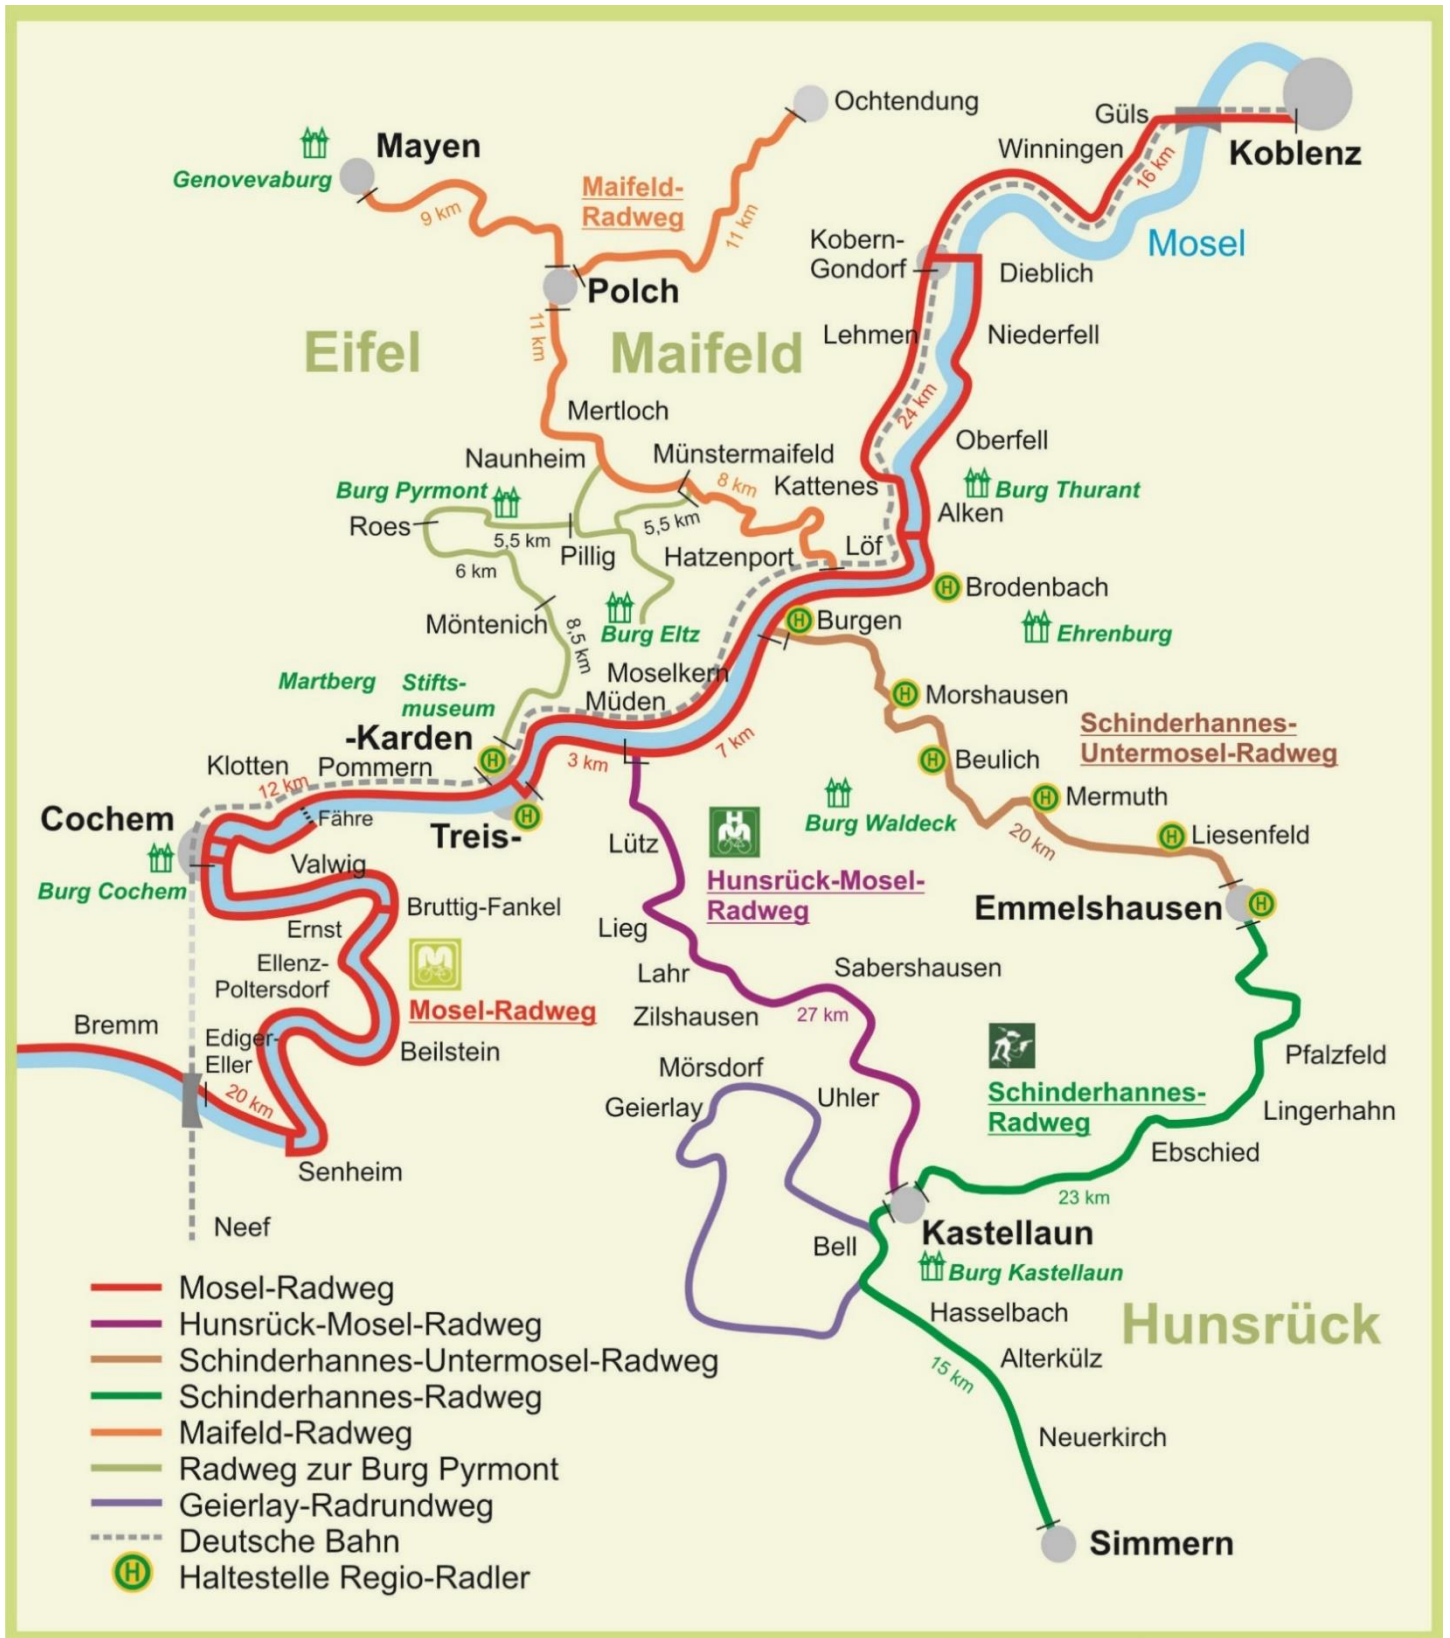 Ochtendung
Güls
Mayen
Winningen
Koblenz
16 km
Genovevaburg
Maifeld-
Radweg
9 km
11 km
Kobern-
Gondorf
Mosel
Dieblich
Polch
11 km
Eifel
Maifeld
Lehmen
Niederfell
24 km
Mertloch
Oberfell
Naunheim
Münstermaifeld
Burg Pyrmont
8 km
Kattenes
Burg Thurant
Roes
5,5 km
Alken
5,5 km
Pillig
Hatzenport
Löf
6 km
H
Brodenbach
Möntenich
8,5 km
Burg Eltz
H
Burgen
Ehrenburg
Martberg
Stifts-
museum
Moselkern
Müden
H
Morshausen
Schinderhannes-
Untermosel-Radweg
-Karden
H
Klotten
Pommern
3 km
7 km
H
Beulich
12 km
Cochem
Fähre
Treis-
H
Burg Waldeck
H
Mermuth
20 km
H
Liesenfeld
Burg Cochem
Valwig
Lütz
HM
Hunsrück-Mosel-
Radweg
Bruttig-Fankel
Emmelshausen
H
Ernst
Lieg
Ellenz-
Poltersdorf
M
Lahr
Sabershausen
Mosel-Radweg
Zilshausen
27 km
Bremm
Ediger-
Eller
Beilstein
20 km
Mörsdorf
Geierlay
Uhler
Schinderhannes-
Radweg
Pfalzfeld
Lingerhahn
Ebschied
Senheim
23 km
Neef
Bell
Kastellaun
Burg Kastellaun
Hasselbach
Hunsrück
15 km
Alterkülz
Neuerkirch
Simmern
Mosel-Radweg
Hunsrück-Mosel-Radweg
Schinderhannes-Untermosel-Radweg
Schinderhannes-Radweg
Maifeld-Radweg
Radweg zur Burg Pyrmont
Geierlay-Radrundweg
Deutsche Bahn
H
Haltestelle Regio-Radler